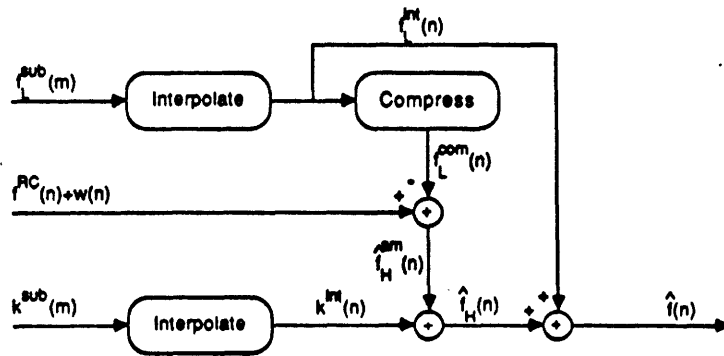 f_L^int(n)
f_L^sub(m)
Interpolate
Compress
f_L^com(n)
f^RC(n)+w(n)
+ -
+
f̂_H^am(n)
k^sub(m)
Interpolate
k^int(n)
+
f̂_H(n)
+ +
+
f̂(n)